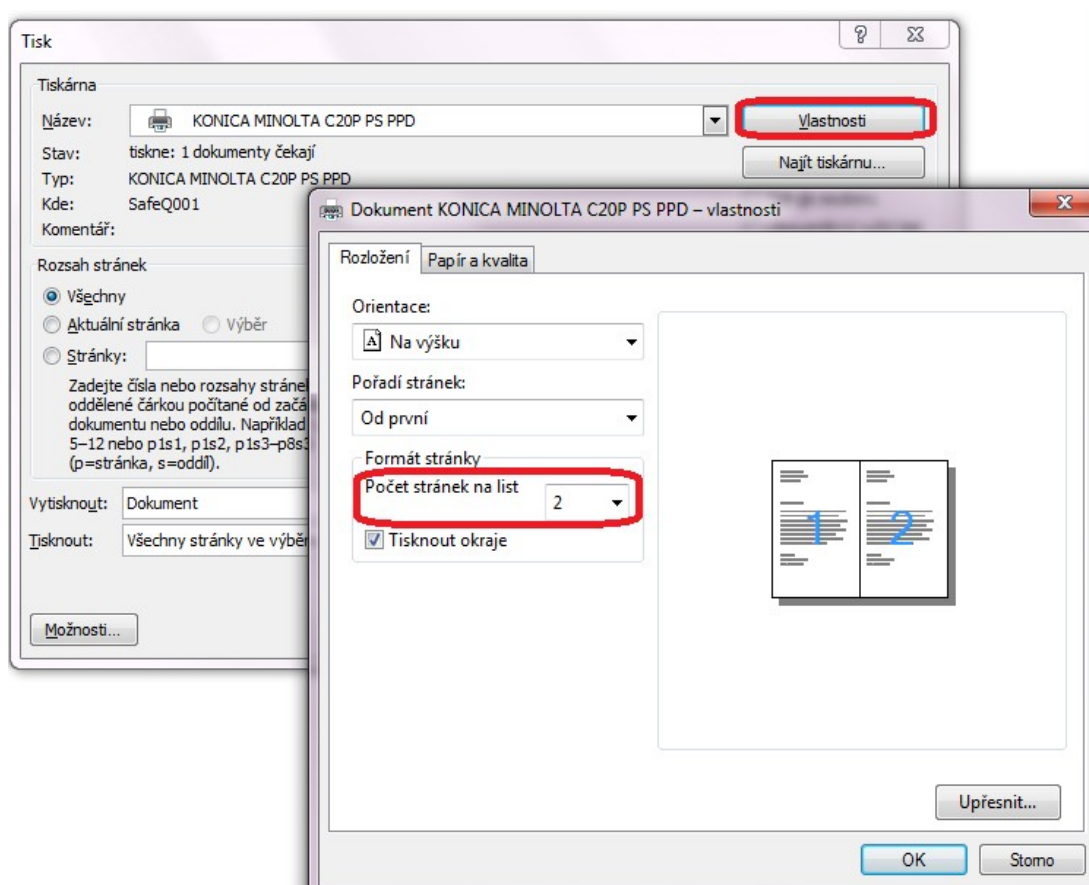 Tisk
Tiskárna
Název: KONICA MINOLTA C20P PS PPD
Vlastnosti
Stav: tiskne: 1 dokumenty čekají
Najít tiskárnu...
Typ: KONICA MINOLTA C20P PS PPD
Kde: SafeQ001
Komentář:
Rozsah stránek
Všechny
Aktuální stránka Výběr
Stránky:
Zadejte čísla nebo rozsahy
oddělené čárkou počítané od
dokumentu nebo oddílu. Například
5–12 nebo p1s1, p1s2, p1s3–p8s3
(p=stránka, s=oddíl).
Vytisknout: Dokument
Tisknout: Všechny stránky ve
Možnosti...
Dokument KONICA MINOLTA C20P PS PPD – vlastnosti
Rozložení Papír a kvalita
Orientace:
A Na výšku
Pořadí stránek:
Od první
Formát stránky
Počet stránek na list
2
Tisknout okraje
1 2
Upřesnit...
OK Storno